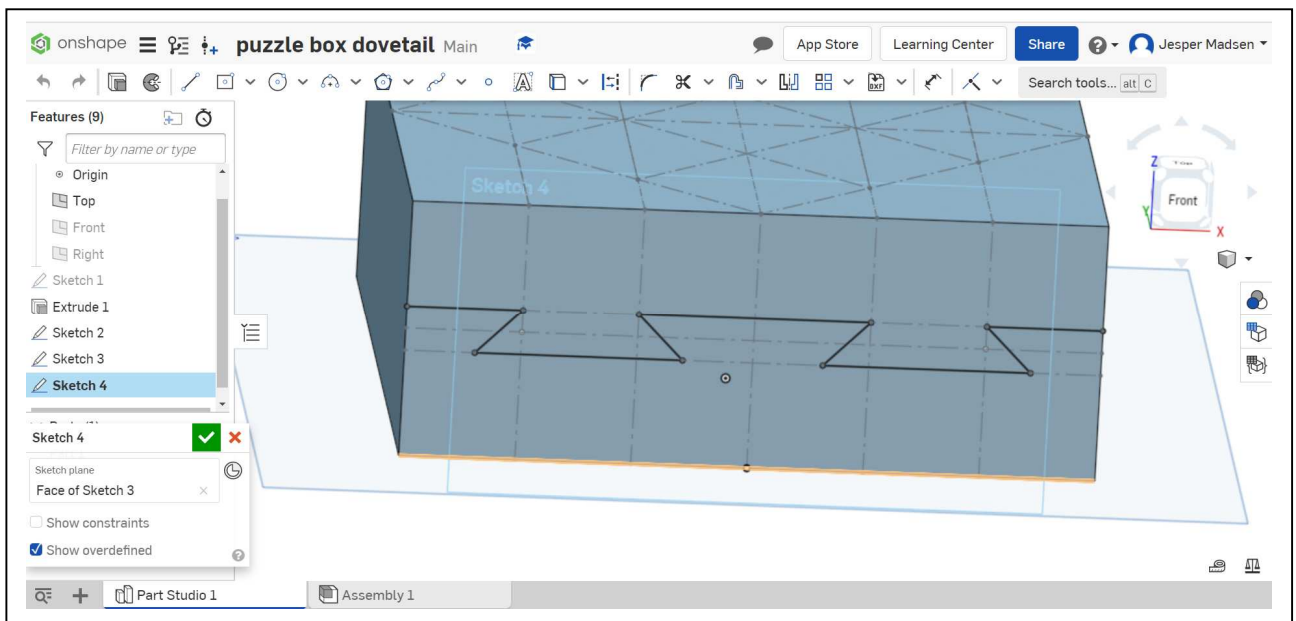 onshape puzzle box dovetail Main App Store Learning Center Share Jesper Madsen
DXF Search tools... alt C
Features (9)
Filter by name or type
Origin
Top
Front
Right
Sketch 1
Extrude 1
Sketch 2
Sketch 3
Sketch 4
Sketch 4
Sketch plane
Face of Sketch 3
Show constraints
Show overdefined
Sketch 4
Z
Top
Front
Y
X
Part Studio 1 Assembly 1